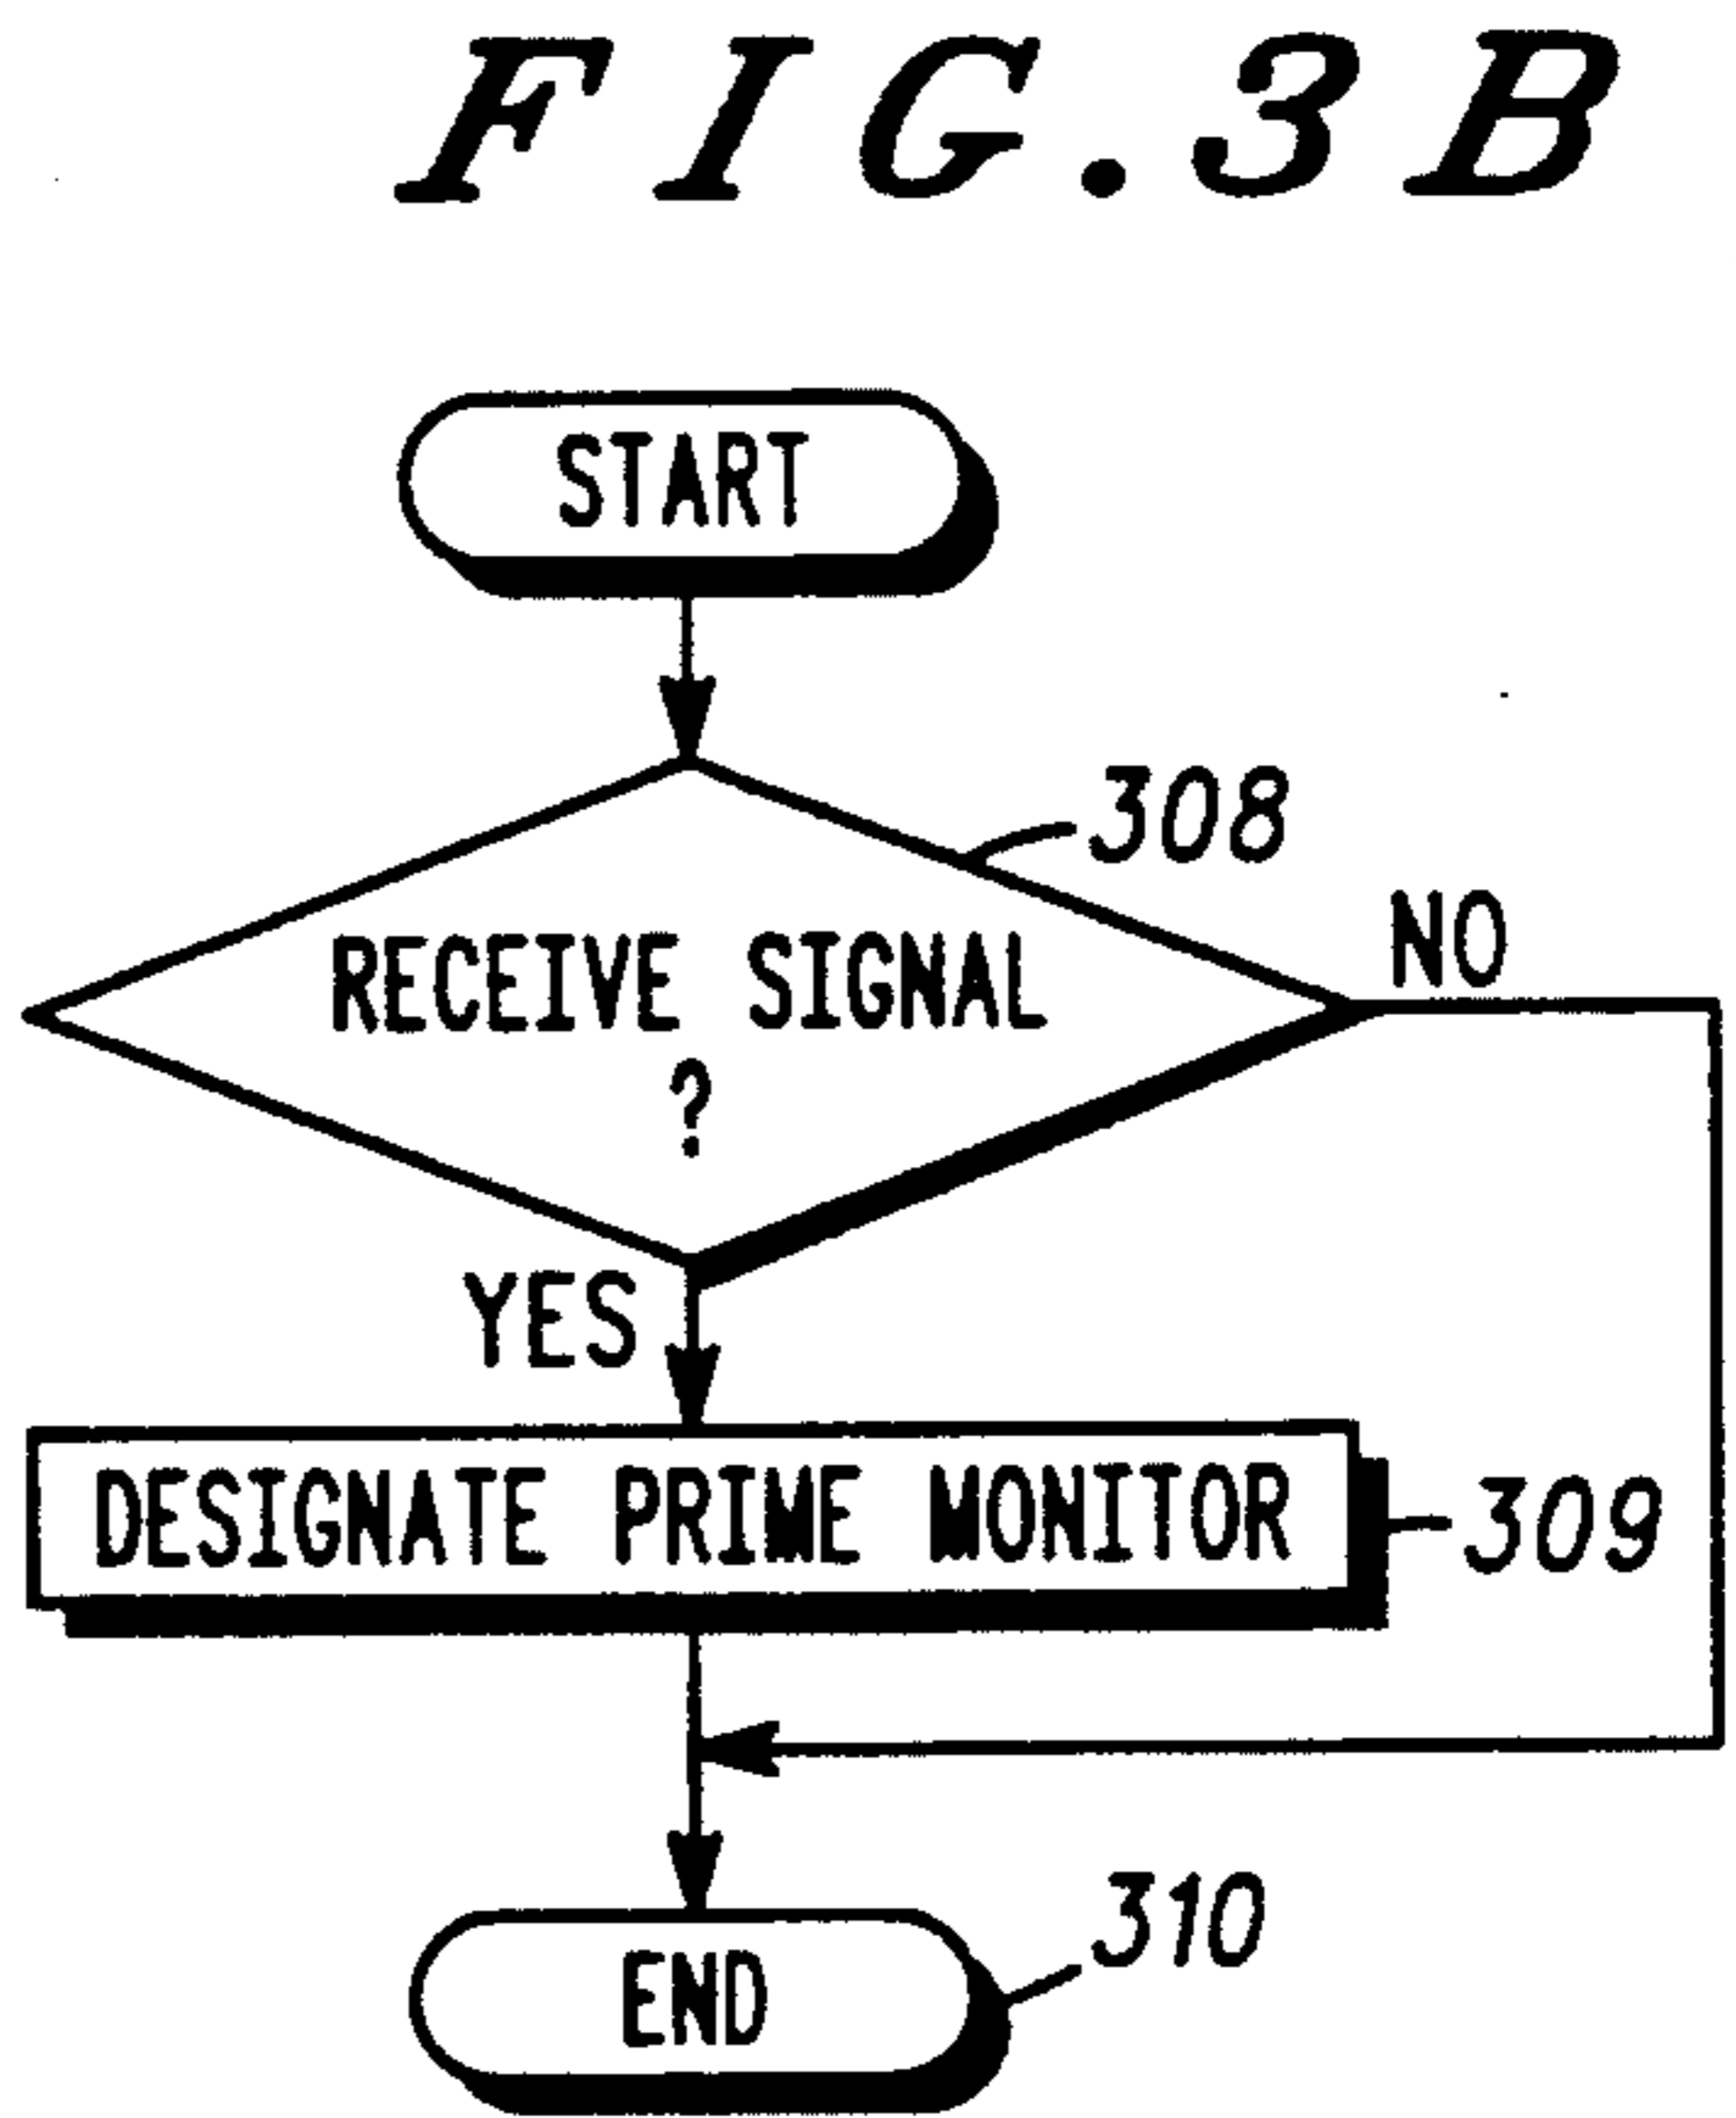 FIG.3B
START
308
RECEIVE SIGNAL
?
NO
YES
DESIGNATE PRIME MONITOR
309
310
END